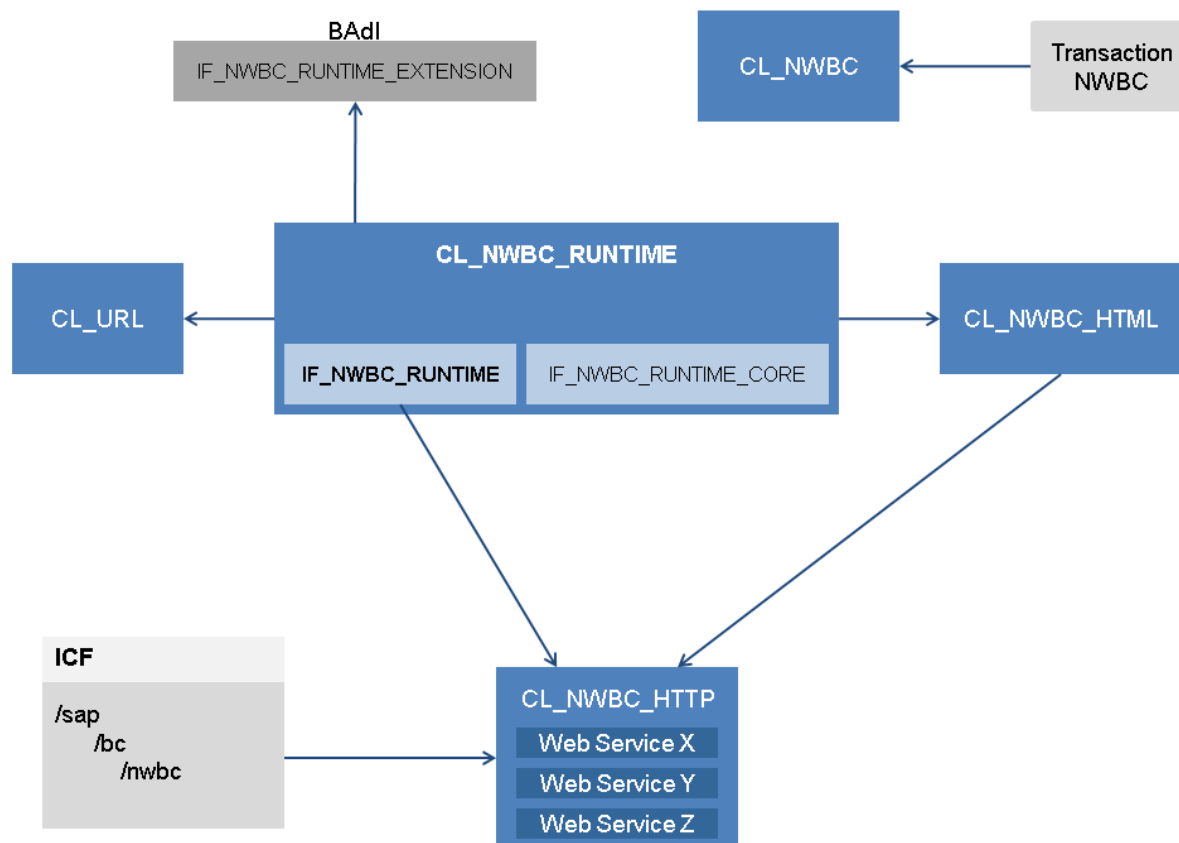 BAdI
IF_NWBC_RUNTIME_EXTENSION
CL_NWBC
Transaction
NWBC
CL_NWBC_RUNTIME
CL_URL
CL_NWBC_HTML
IF_NWBC_RUNTIME
IF_NWBC_RUNTIME_CORE
ICF
/sap
/bc
/nwbc
CL_NWBC_HTTP
Web Service X
Web Service Y
Web Service Z